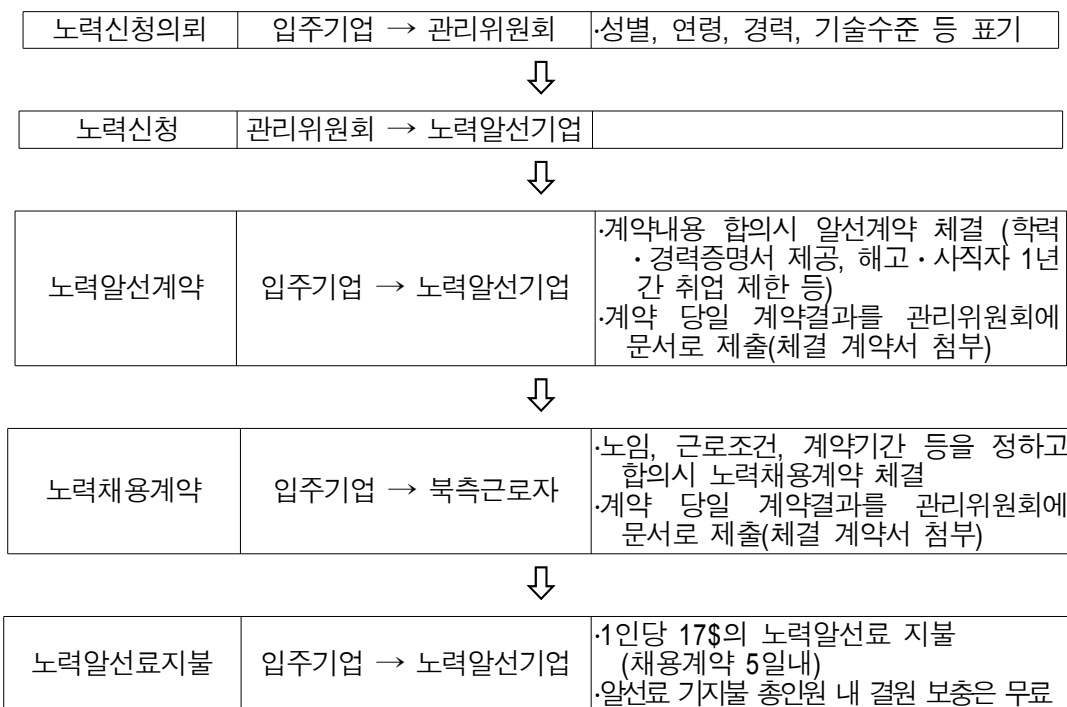 노력신청의뢰 입주기업 → 관리위원회 ·성별, 연령, 경력, 기술수준 등 표기
⇩
노력신청 관리위원회 → 노력알선기업
⇩
노력알선계약 입주기업 → 노력알선기업
·계약내용 합의시 알선계약 체결 (학력
·경력증명서 제공, 해고·사직자 1년
간 취업 제한 등)
·계약 당일 계약결과를 관리위원회에
문서로 제출(체결 계약서 첨부)
⇩
노력채용계약 입주기업 → 북측근로자
·노임, 근로조건, 계약기간 등을 정하고
합의시 노력채용계약 체결
·계약 당일 계약결과를 관리위원회에
문서로 제출(체결 계약서 첨부)
⇩
노력알선료지불 입주기업 → 노력알선기업
·1인당 17$의 노력알선료 지불
(채용계약 5일내)
·알선료 기지불 총인원 내 결원 보충은 무료